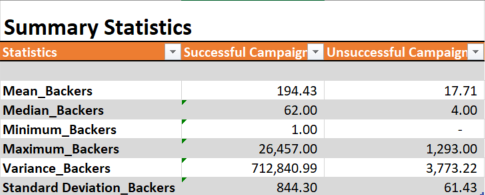 Summary Statistics
Statistics Successful Campaign Unsuccessful Campaign
Mean_Backers 194.43 17.71
Median_Backers 62.00 4.00
Minimum_Backers 1.00 -
Maximum_Backers 26,457.00 1,293.00
Variance_Backers 712,840.99 3,773.22
Standard Deviation_Backers 844.30 61.43